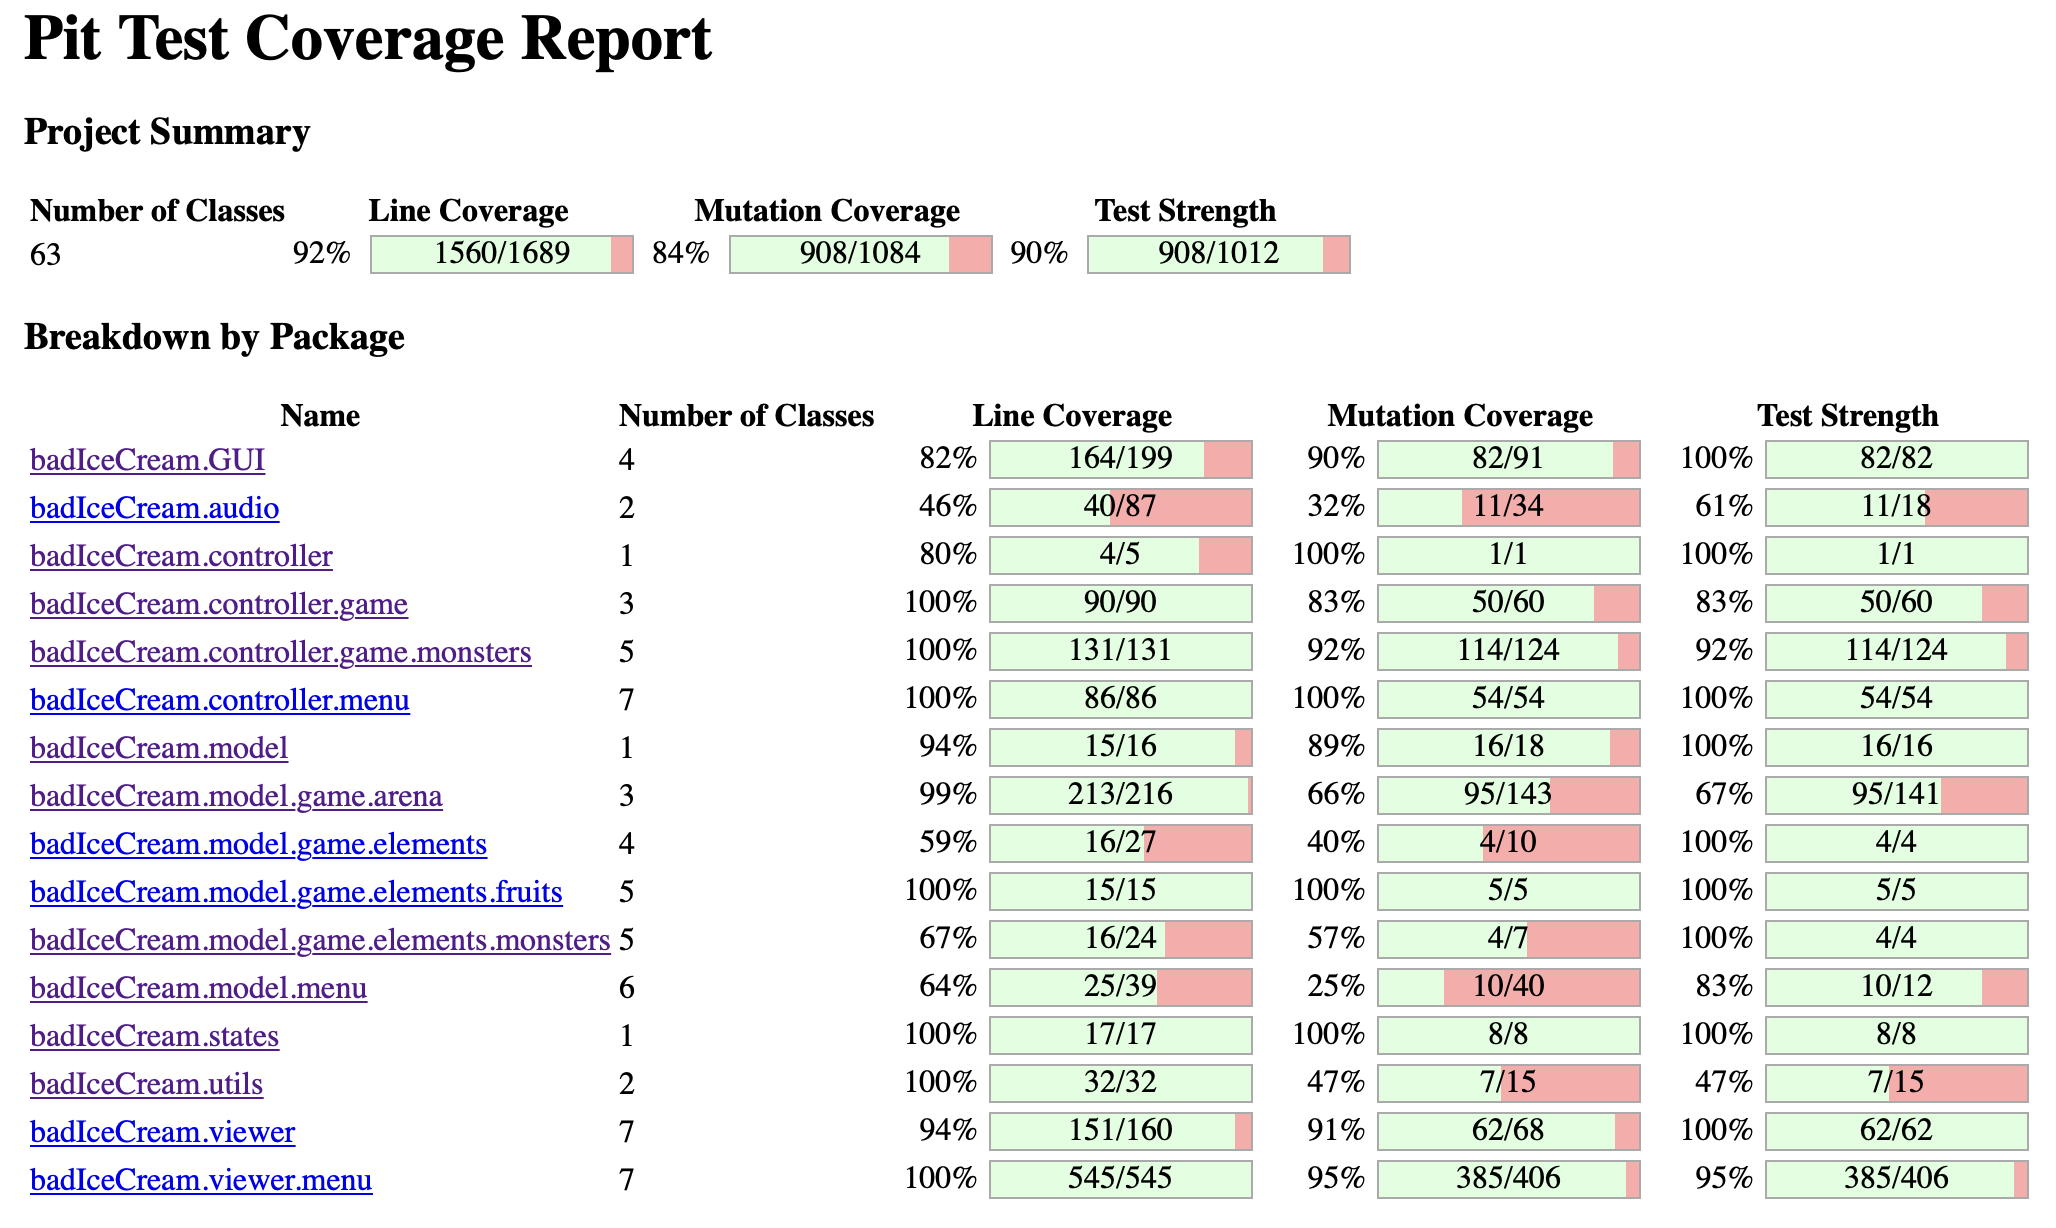 Pit Test Coverage Report
Project Summary
Number of Classes Line Coverage Mutation Coverage Test Strength
63 92% 1560/1689 84% 908/1084 90% 908/1012
Breakdown by Package
Name Number of Classes Line Coverage Mutation Coverage Test Strength
badIceCream.GUI 4 82% 164/199 90% 82/91 100% 82/82
badIceCream.audio 2 46% 40/87 32% 11/34 61% 11/18
badIceCream.controller 1 80% 4/5 100% 1/1 100% 1/1
badIceCream.controller.game 3 100% 90/90 83% 50/60 83% 50/60
badIceCream.controller.game.monsters 5 100% 131/131 92% 114/124 92% 114/124
badIceCream.controller.menu 7 100% 86/86 100% 54/54 100% 54/54
badIceCream.model 1 94% 15/16 89% 16/18 100% 16/16
badIceCream.model.game.arena 3 99% 213/216 66% 95/143 67% 95/141
badIceCream.model.game.elements 4 59% 16/27 40% 4/10 100% 4/4
badIceCream.model.game.elements.fruits 5 100% 15/15 100% 5/5 100% 5/5
badIceCream.model.game.elements.monsters 5 67% 16/24 57% 4/7 100% 4/4
badIceCream.model.menu 6 64% 25/39 25% 10/40 83% 10/12
badIceCream.states 1 100% 17/17 100% 8/8 100% 8/8
badIceCream.utils 2 100% 32/32 47% 7/15 47% 7/15
badIceCream.viewer 7 94% 151/160 91% 62/68 100% 62/62
badIceCream.viewer.menu 7 100% 545/545 95% 385/406 95% 385/406